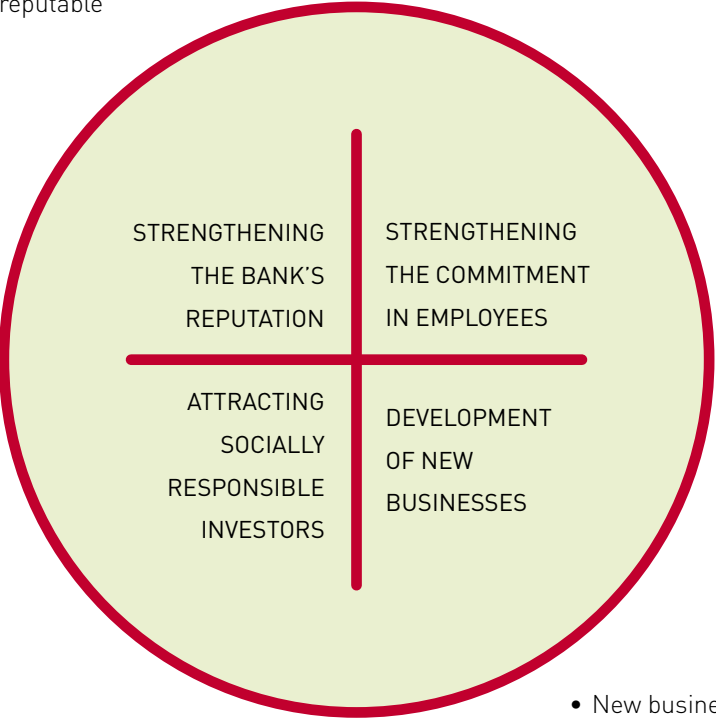 reputable
STRENGTHENING
THE BANK'S
REPUTATION
STRENGTHENING
THE COMMITMENT
IN EMPLOYEES
ATTRACTING
SOCIALLY
RESPONSIBLE
INVESTORS
DEVELOPMENT
OF NEW
BUSINESSES
• New busine